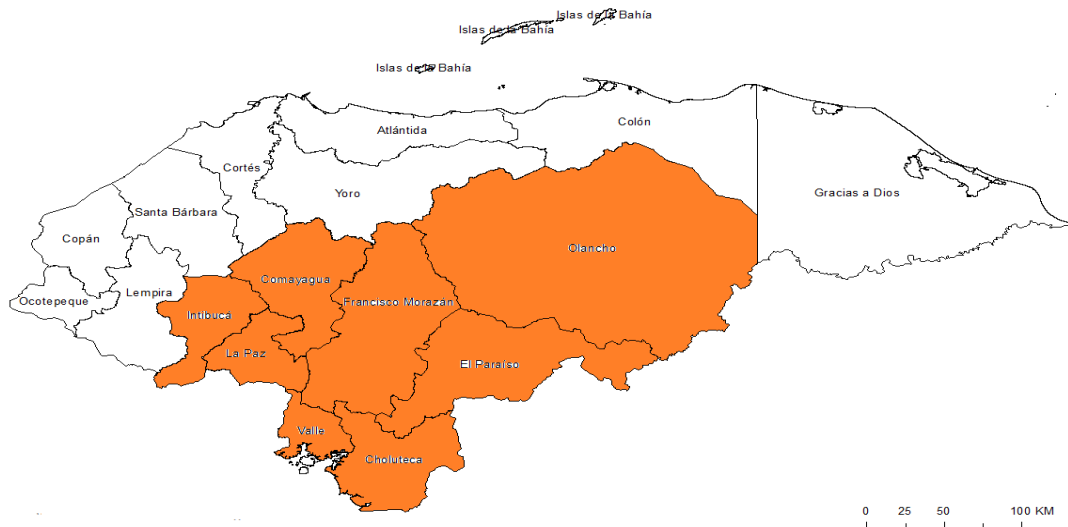 Islas de la Bahía
Islas de la Bahía
Islas de la Bahía
Atlántida
Colón
Cortés
Yoro
Gracias a Dios
Santa Bárbara
Copán
Olancho
Comayagua
Lempira
Ocotepeque
Francisco Morazán
Intibucá
La Paz
El Paraíso
Valle
Choluteca
0 25 50 100 KM